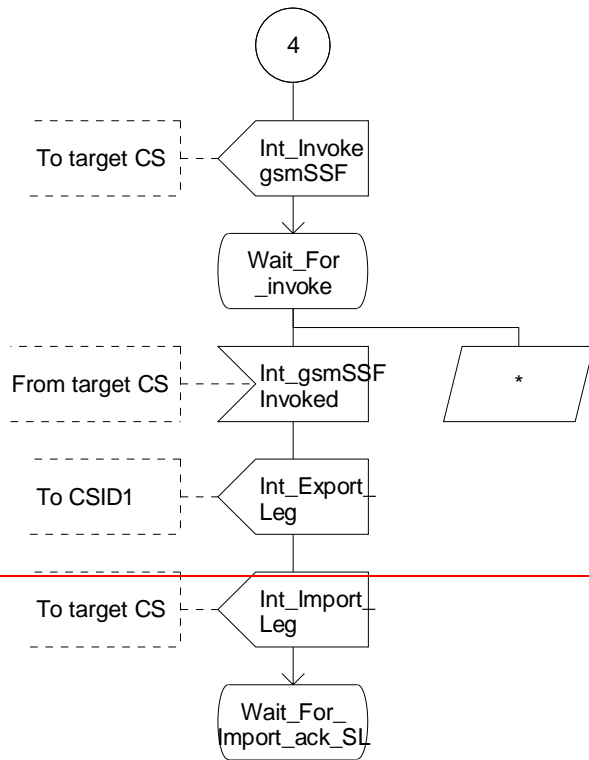 4
To target CS
Int_Invoke
gsmSSF
Wait_For
_invoke
From target CS
Int_gsmSSF
Invoked
*
To CSID1
Int_Export_
Leg
To target CS
Int_Import_
Leg
Wait_For_
Import_ack_SL